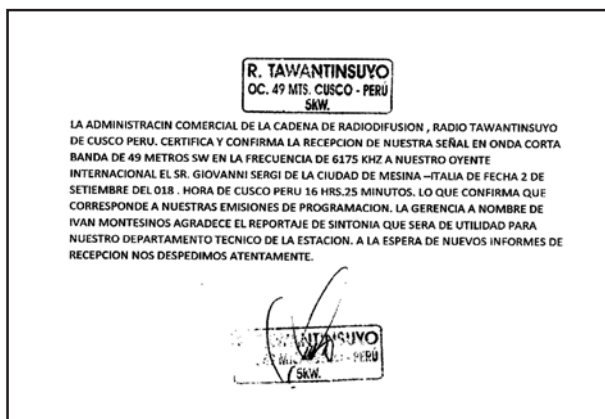 R. TAWANTINSUYO
OC. 49 MTS. CUSCO - PERÚ
5KW.
LA ADMINISTRACIN COMERCIAL DE LA CADENA DE RADIODIFUSION , RADIO TAWANTINSUYO
DE CUSCO PERU. CERTIFICA Y CONFIRMA LA RECEPCION DE NUESTRA SEÑAL EN ONDA CORTA
BANDA DE 49 METROS SW EN LA FRECUENCIA DE 6175 KHZ A NUESTRO OYENTE
INTERNACIONAL EL SR. GIOVANNI SERGI DE LA CIUDAD DE MESINA –ITALIA DE FECHA 2 DE
SETIEMBRE DEL 018 . HORA DE CUSCO PERU 16 HRS.25 MINUTOS. LO QUE CONFIRMA QUE
CORRESPONDE A NUESTRAS EMISIONES DE PROGRAMACION. LA GERENCIA A NOMBRE DE
IVAN MONTESINOS AGRADECE EL REPORTAJE DE SINTONIA QUE SERA DE UTILIDAD PARA
NUESTRO DEPARTAMENTO TECNICO DE LA ESTACION. A LA ESPERA DE NUEVOS INFORMES DE
RECEPCION NOS DESPEDIMOS ATENTAMENTE.
ANTINSUYO
- PERÚ
5KW.